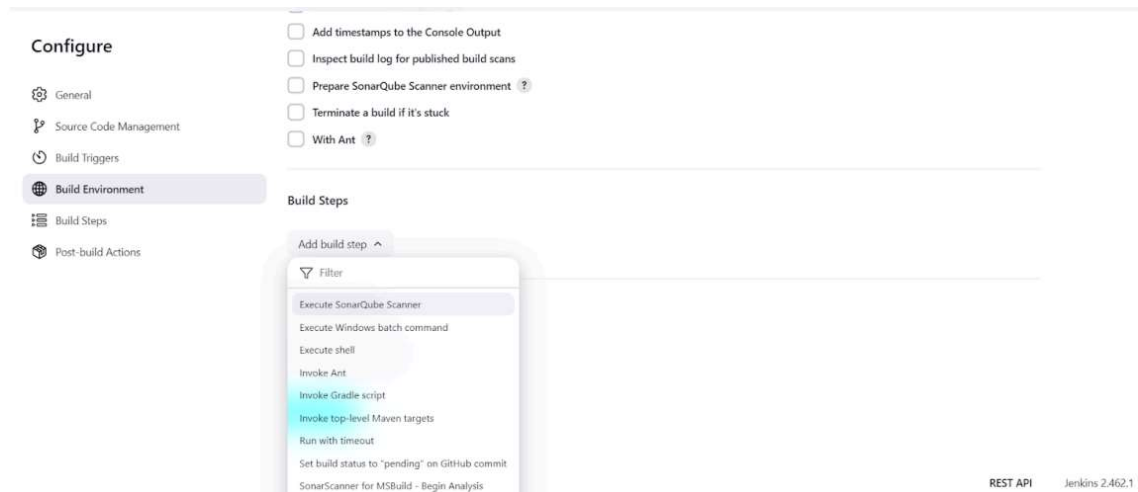 Configure
General
Source Code Management
Build Triggers
Build Environment
Build Steps
Post-build Actions
Add timestamps to the Console Output
Inspect build log for published build scans
Prepare SonarQube Scanner environment ?
Terminate a build if it's stuck
With Ant ?
Build Steps
Add build step
Filter
Execute SonarQube Scanner
Execute Windows batch command
Execute shell
Invoke Ant
Invoke Gradle script
Invoke top-level Maven targets
Run with timeout
Set build status to "pending" on GitHub commit
SonarScanner for MSBuild - Begin Analysis
REST API
Jenkins 2.462.1